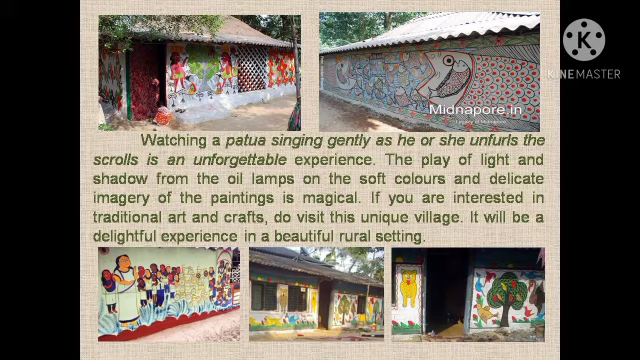 KINEMASTER
Midnapore.in
Watching a patua singing gently as he or she unfurls the
scrolls is an unforgettable experience. The play of light and
shadow from the oil lamps on the soft colours and delicate
imagery of the paintings is magical. If you are interested in
traditional art and crafts, do visit this unique village. It will be a
delightful experience in a beautiful rural setting.